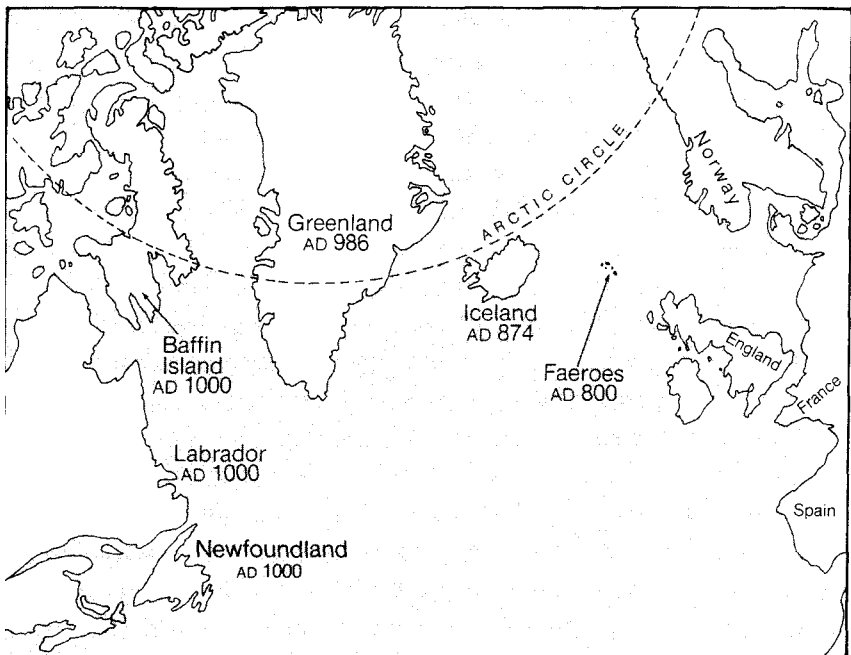 Norway
ARCTIC CIRCLE
Greenland
AD 986
Iceland
AD 874
Baffin
Island
AD 1000
England
Faeroes
AD 800
France
Labrador
AD 1000
Spain
Newfoundland
AD 1000